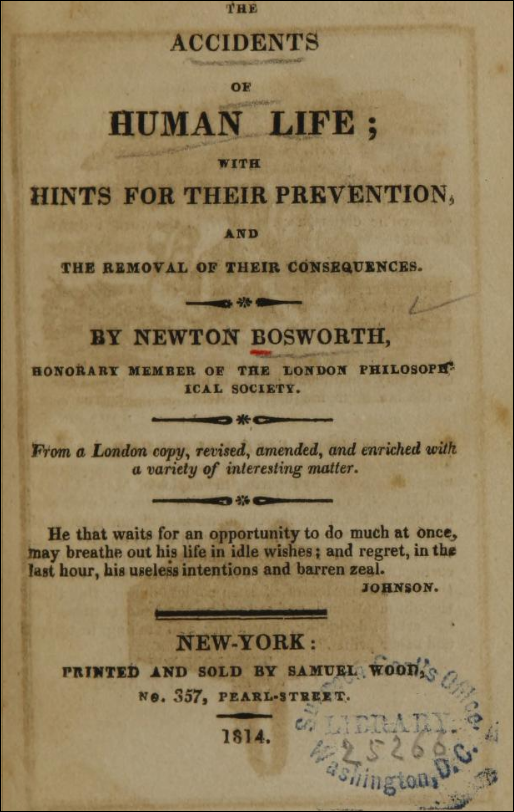 THE
ACCIDENTS
OF
HUMAN LIFE;
WITH
HINTS FOR THEIR PREVENTION,
AND
THE REMOVAL OF THEIR CONSEQUENCES.
BY NEWTON BOSWORTH,
HONORARY MEMBER OF THE LONDON PHILOSOPH-
ICAL SOCIETY.
From a London copy, revised, amended, and enriched with
a variety of interesting matter.
He that waits for an opportunity to do much at once,
may breathe out his life in idle wishes; and regret, in the
last hour, his useless intentions and barren zeal.
JOHNSON.
NEW-YORK:
PRINTED AND SOLD BY SAMUEL WOOD,
No. 357, PEARL-STREET.
1814.
Surgeon Gen'l's Office
LIBRARY.
Washington, D.C.